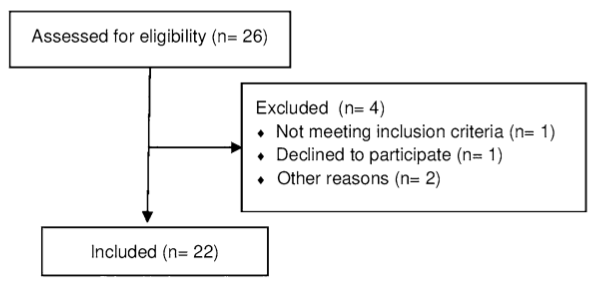 Assessed for eligibility (n= 26)
Excluded (n= 4)
⬧ Not meeting inclusion criteria (n= 1)
⬧ Declined to participate (n= 1)
⬧ Other reasons (n= 2)
Included (n= 22)